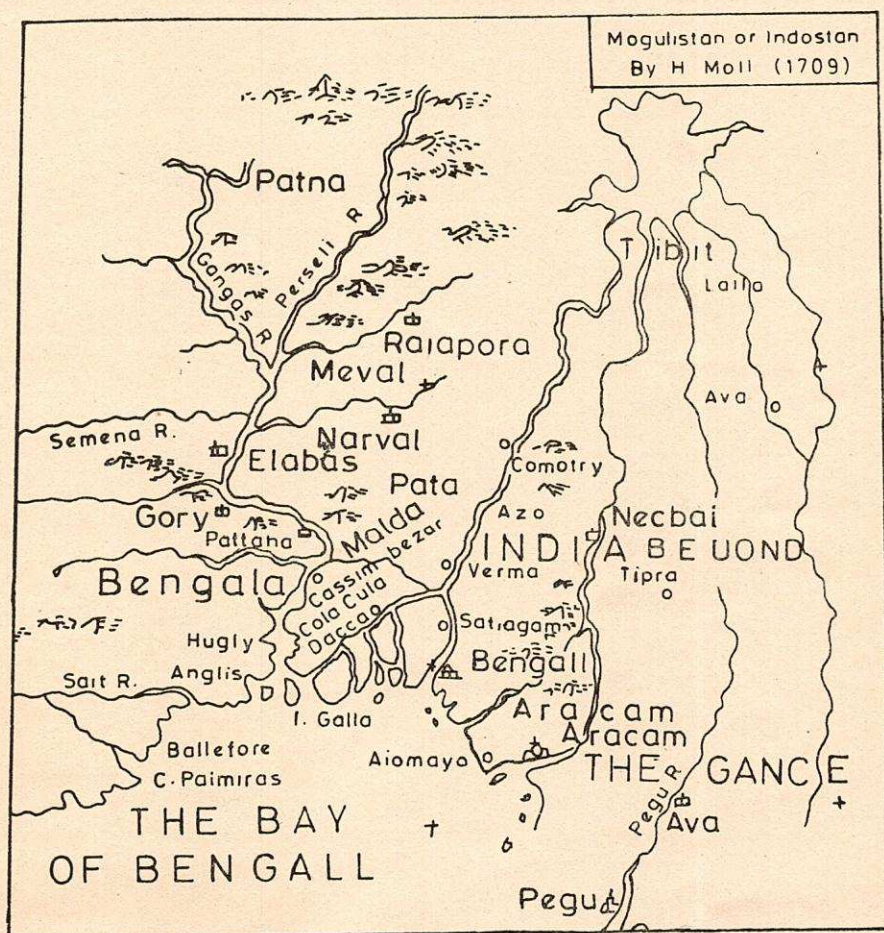 Mogulistan or Indostan
By H Moll (1709)
Patna
Gangas R
Perseli R
Tibit
Laila
Raiapora
Meval
Ava
Semena R.
Narval
Elabas
Comotry
Pata
Gory
Azo
Necbai
Pattaha
Malda
INDIA BEUOND
Bengala
Cassim bezar
Verma
Tipra
Cola Cula
Daccao
Hugly
Satiagam
Anglis
Bengall
Sait R.
I. Galla
Aracam
Aracam
Ballefore
Aiomayo
THE GANCE
C. Paimiras
Pegu R
THE BAY
Ava
OF BENGALL
Pegu